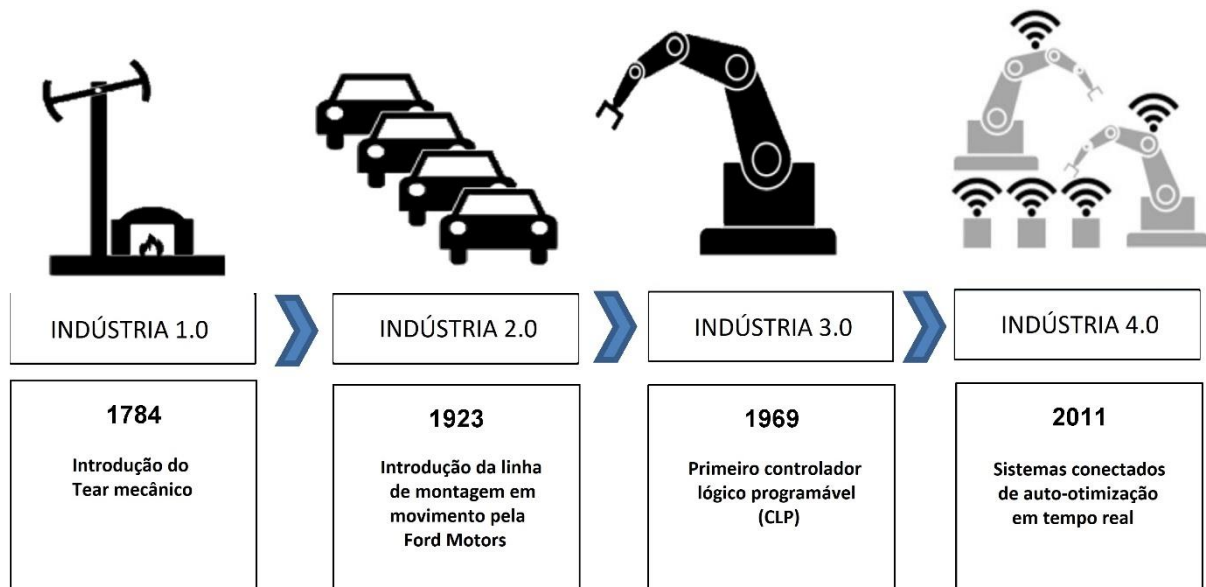 INDÚSTRIA 1.0
INDÚSTRIA 2.0
INDÚSTRIA 3.0
INDÚSTRIA 4.0
1784
Introdução do
Tear mecânico
1923
Introdução da linha
de montagem em
movimento pela
Ford Motors
1969
Primeiro controlador
lógico programável
(CLP)
2011
Sistemas conectados
de auto-otimização
em tempo real